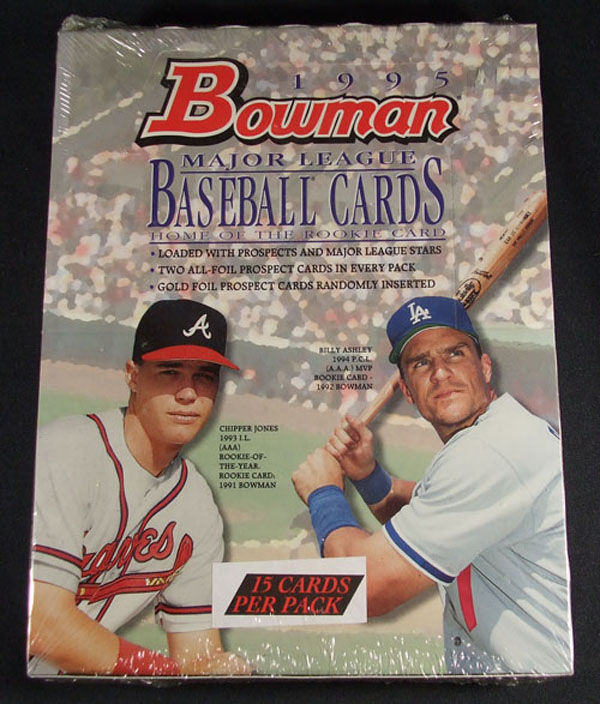 1995
Bowman
MAJOR LEAGUE
BASEBALL CARDS
HOME OF THE ROOKIE CARD
• LOADED WITH PROSPECTS AND MAJOR LEAGUE STARS
• TWO ALL-FOIL PROSPECT CARDS IN EVERY PACK
• GOLD FOIL PROSPECT CARDS RANDOMLY INSERTED
A
LA
BILLY ASHLEY
1994 P.C.L.
(A.A.A.) MVP
ROOKIE CARD -
1992 BOWMAN
CHIPPER JONES
1993 I.L.
(AAA)
ROOKIE-OF-
THE-YEAR.
ROOKIE CARD:
1991 BOWMAN
15 CARDS
PER PACK